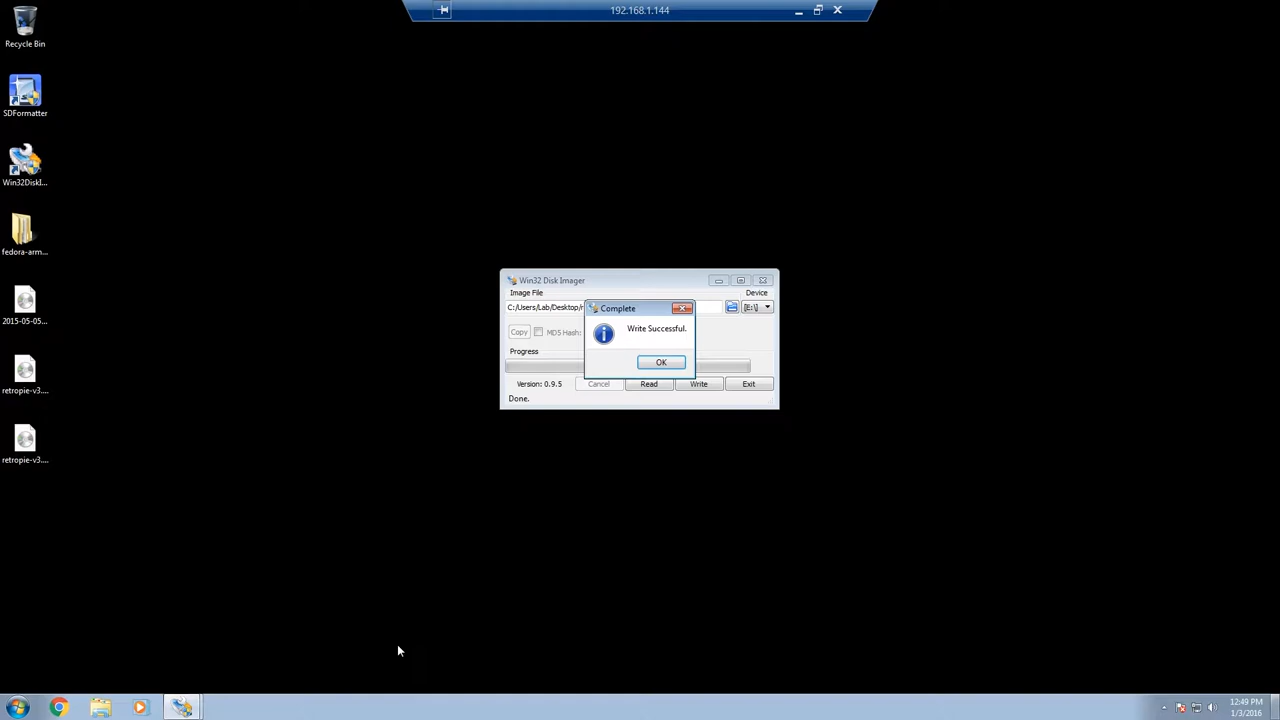 192.168.1.144
Recycle Bin
SDFormatter
Win32DiskI...
fedora-arm...
2015-05-05...
retropie-v3....
retropie-v3....
Win32 Disk Imager
Image File
Device
C:/Users/Lab/Desktop/r
[E:\]
Complete
Write Successful.
OK
Copy
MD5 Hash:
Progress
Version: 0.9.5
Cancel
Read
Write
Exit
Done.
12:49 PM
1/3/2016